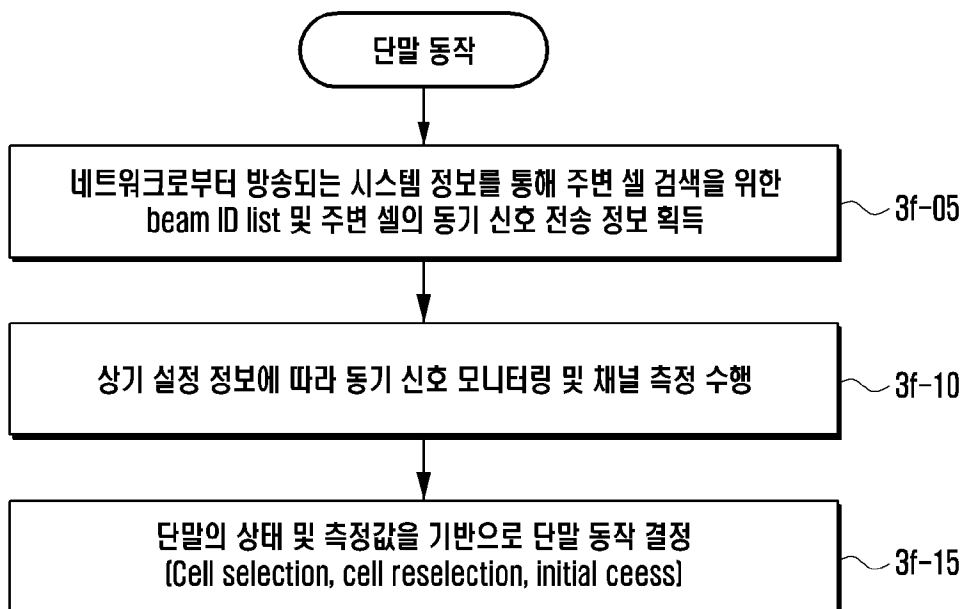 단말 동작
네트워크로부터 방송되는 시스템 정보를 통해 주변 셀 검색을 위한
beam ID list 및 주변 셀의 동기 신호 전송 정보 획득
3f-05
상기 설정 정보에 따라 동기 신호 모니터링 및 채널 측정 수행
3f-10
단말의 상태 및 측정값을 기반으로 단말 동작 결정
(Cell selection, cell reselection, initial ceess)
3f-15